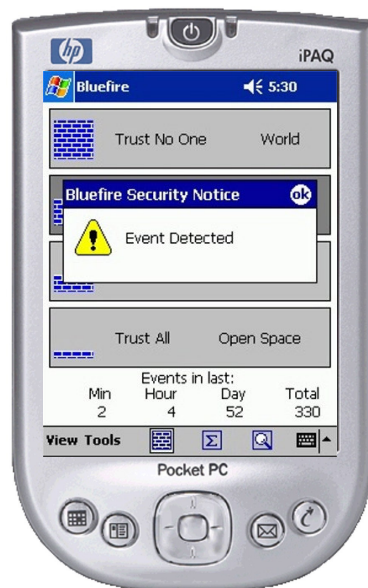 hp
iPAQ
Bluefire 5:30
Trust No One World
Bluefire Security Notice ok
Event Detected
Trust All Open Space
Events in last:
Min Hour Day Total
2 4 52 330
View Tools Σ
Pocket PC